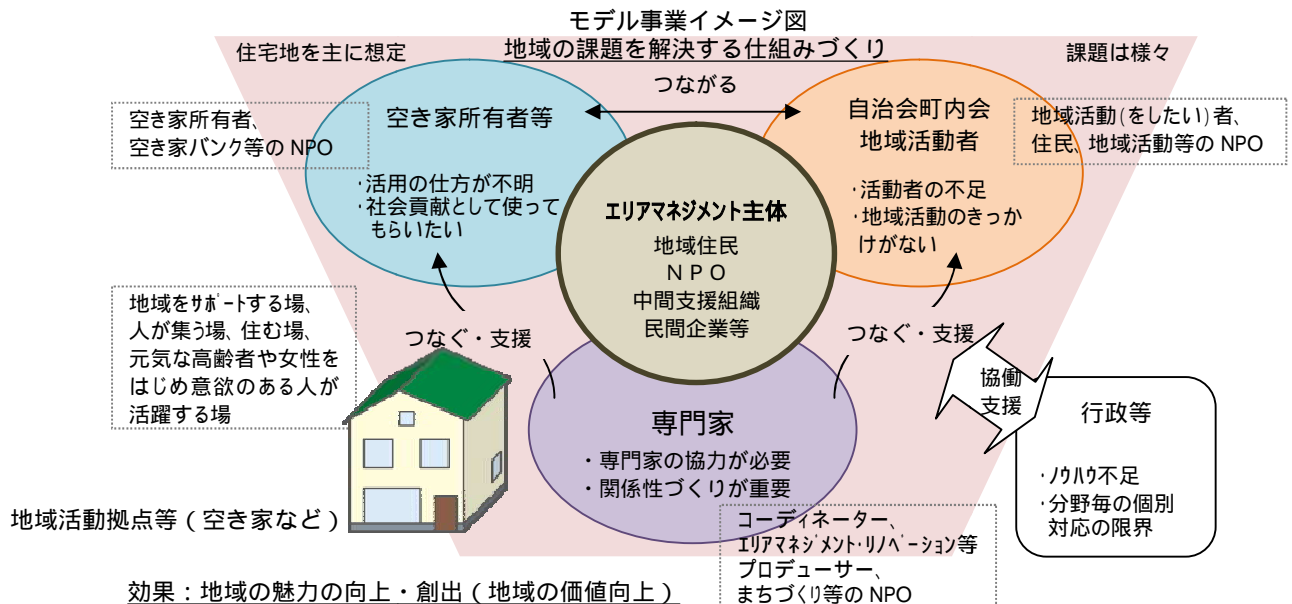 モデル事業イメージ図
住宅地を主に想定
地域の課題を解決する仕組みづくり
課題は様々
つながる
空き家所有者、
空き家バンク等の NPO
空き家所有者等
・活用の仕方が不明
・社会貢献として使って
もらいたい
自治会町内会
地域活動者
・活動者の不足
・地域活動のきっか
けがない
地域活動(をしたい)者、
住民、地域活動等の NPO
エリアマネジメント主体
地域住民
NPO
中間支援組織
民間企業等
地域をサポートする場、
人が集う場、住む場、
元気な高齢者や女性を
はじめ意欲のある人が
活躍する場
つなぐ・支援
つなぐ・支援
協働
支援
行政等
・ノウハウ不足
・分野毎の個別
対応の限界
専門家
・専門家の協力が必要
・関係性づくりが重要
地域活動拠点等(空き家など)
コーディネーター、
エリアマネジメント・リノベーション等
プロデューサー、
まちづくり等の NPO
効果:地域の魅力の向上・創出(地域の価値向上)